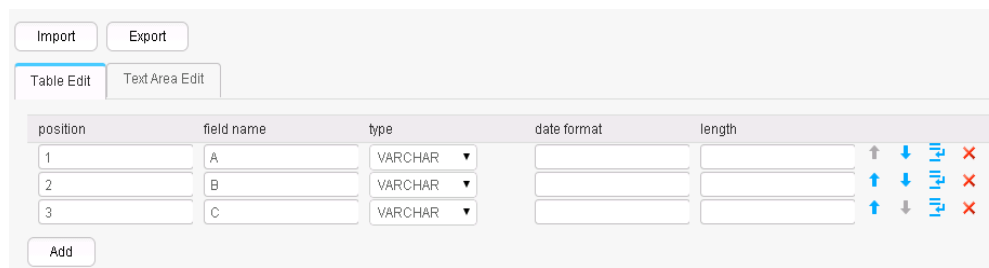 Import Export
Table Edit Text Area Edit
position field name type date format length
1 A VARCHAR
2 B VARCHAR
3 C VARCHAR
Add